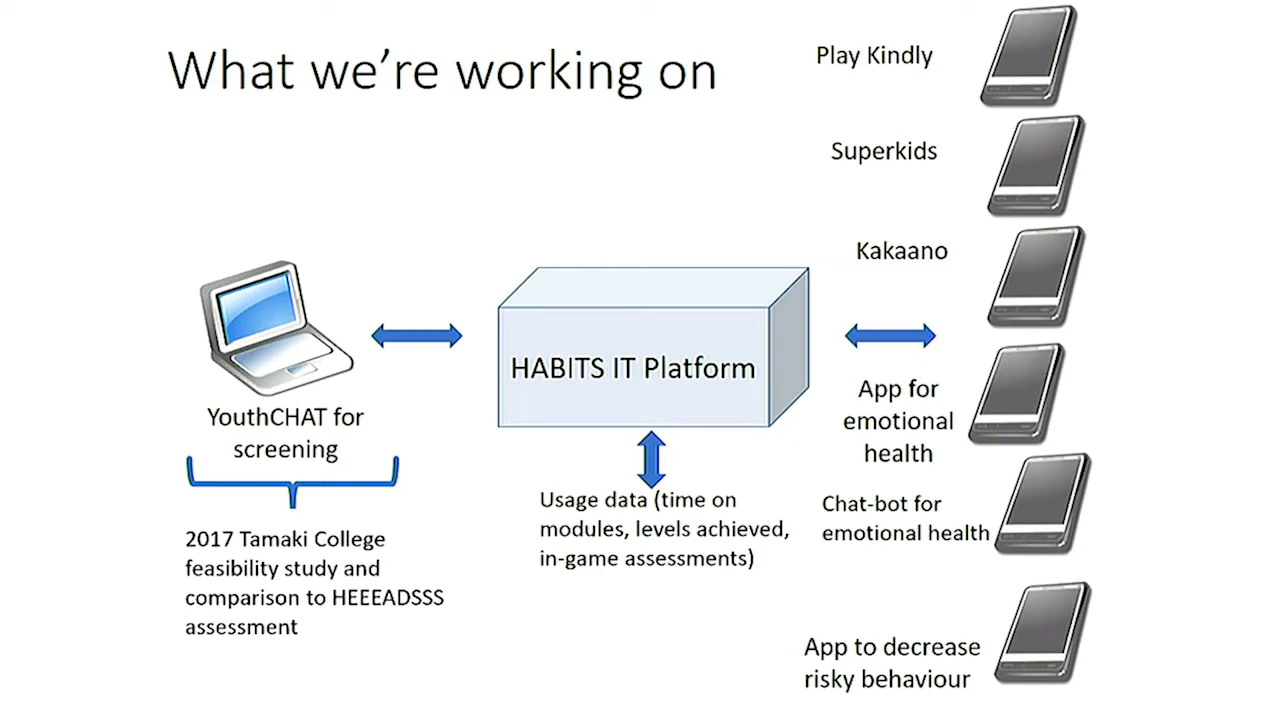 What we're working on
Play Kindly
Superkids
Kakaano
HABITS IT Platform
YouthCHAT for
screening
App for
emotional
health
2017 Tamaki College
feasibility study and
comparison to HEEEADSSS
assessment
Usage data (time on
modules, levels achieved,
in-game assessments)
Chat-bot for
emotional health
App to decrease
risky behaviour